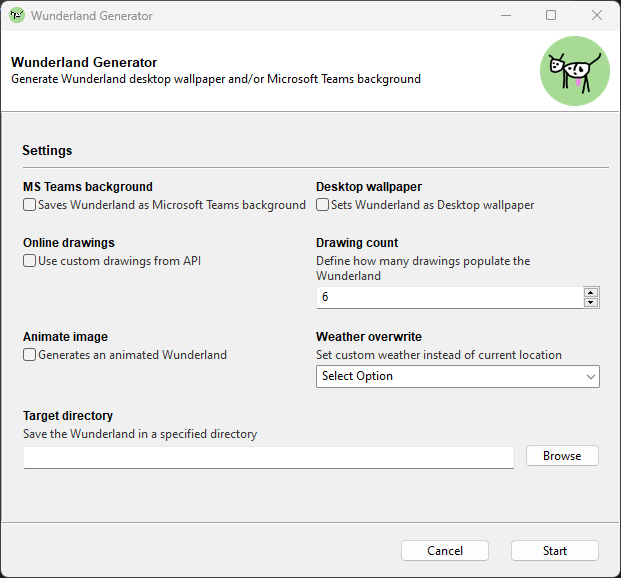 Wunderland Generator
Wunderland Generator
Generate Wunderland desktop wallpaper and/or Microsoft Teams background
Settings
MS Teams background
Saves Wunderland as Microsoft Teams background
Desktop wallpaper
Sets Wunderland as Desktop wallpaper
Online drawings
Use custom drawings from API
Drawing count
Define how many drawings populate the
Wunderland
6
Animate image
Generates an animated Wunderland
Weather overwrite
Set custom weather instead of current location
Select Option
Target directory
Save the Wunderland in a specified directory
Browse
Cancel
Start